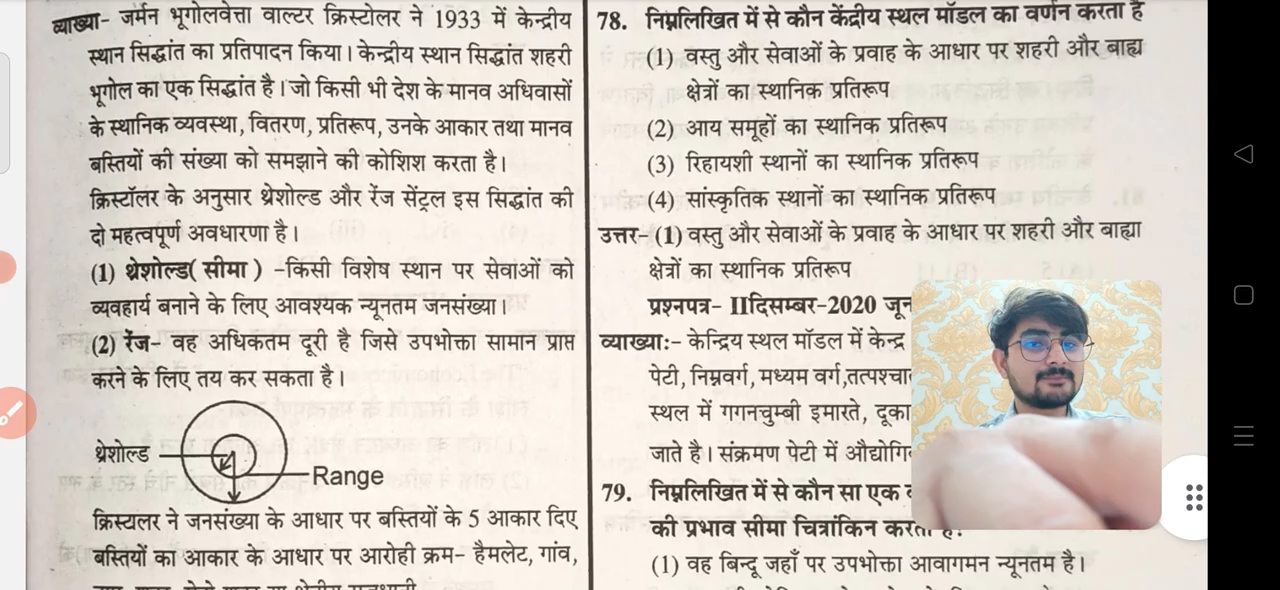 व्याख्या- जर्मन भूगोलवेत्ता वाल्टर क्रिस्टोलर ने 1933 में केन्द्रीय
स्थान सिद्धांत का प्रतिपादन किया। केन्द्रीय स्थान सिद्धांत शहरी
भूगोल का एक सिद्धांत है। जो किसी भी देश के मानव अधिवासों
के स्थानिक व्यवस्था, वितरण, प्रतिरूप, उनके आकार तथा मानव
बस्तियों की संख्या को समझाने की कोशिश करता है।
क्रिस्टॉलर के अनुसार थ्रेशोल्ड और रेंज सेंट्रल इस सिद्धांत की
दो महत्वपूर्ण अवधारणा है।
(1) थ्रेशोल्ड( सीमा ) -किसी विशेष स्थान पर सेवाओं को
व्यवहार्य बनाने के लिए आवश्यक न्यूनतम जनसंख्या।
(2) रेंज- वह अधिकतम दूरी है जिसे उपभोक्ता सामान प्राप्त
करने के लिए तय कर सकता है।
थ्रेशोल्ड
Range
क्रिस्टालर ने जनसंख्या के आधार पर बस्तियों के 5 आकार दिए
बस्तियों का आकार के आधार पर आरोही क्रम- हैमलेट, गांव,
78. निम्नलिखित में से कौन केंद्रीय स्थल मॉडल का वर्णन करता है
(1) वस्तु और सेवाओं के प्रवाह के आधार पर शहरी और बाह्य
क्षेत्रों का स्थानिक प्रतिरूप
(2) आय समूहों का स्थानिक प्रतिरूप
(3) रिहायशी स्थानों का स्थानिक प्रतिरूप
(4) सांस्कृतिक स्थानों का स्थानिक प्रतिरूप
उत्तर- (1) वस्तु और सेवाओं के प्रवाह के आधार पर शहरी और बाह्य
क्षेत्रों का स्थानिक प्रतिरूप
प्रश्नपत्र- IIदिसम्बर-2020 जून
व्याख्याः- केन्द्रिय स्थल मॉडल में केन्द्र
पेटी, निम्नवर्ग, मध्यम वर्ग,तत्पश्चा
स्थल में गगनचुम्बी इमारते, दूका
जाते है। संक्रमण पेटी में औद्योगि
79. निम्नलिखित में से कौन सा एक
की प्रभाव सीमा चित्रांकिन करता है?
(1) वह बिन्दू जहाँ पर उपभोक्ता आवागमन न्यूनतम है।